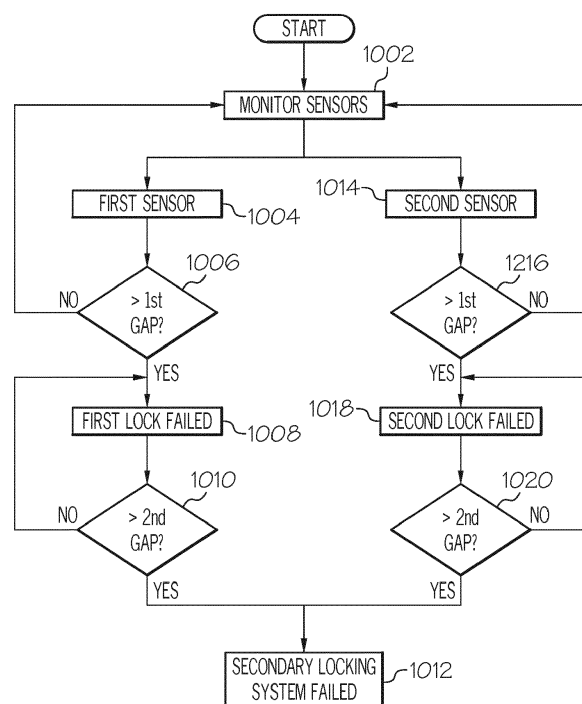 START
1002
MONITOR SENSORS
FIRST SENSOR
1004
1014
SECOND SENSOR
1006
> 1st
GAP?
NO
YES
1216
> 1st
GAP?
NO
YES
FIRST LOCK FAILED
1008
1018
SECOND LOCK FAILED
1010
> 2nd
GAP?
NO
YES
1020
> 2nd
GAP?
NO
YES
SECONDARY LOCKING
SYSTEM FAILED
1012